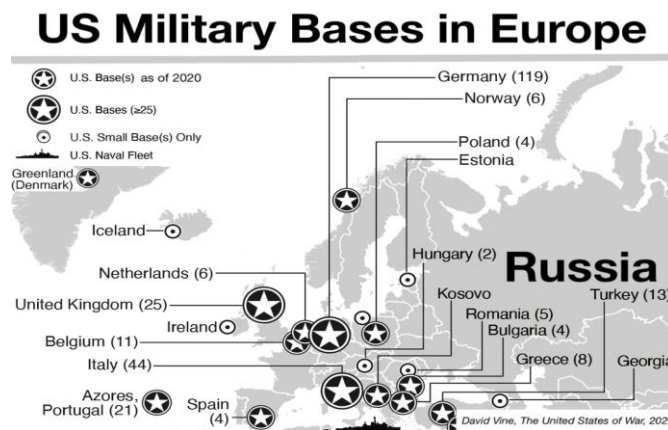 US Military Bases in Europe
U.S. Base(s) as of 2020
U.S. Bases (≥25)
U.S. Small Base(s) Only
U.S. Naval Fleet
Germany (119)
Norway (6)
Poland (4)
Estonia
Greenland
(Denmark)
Iceland
Hungary (2)
Russia
Netherlands (6)
Kosovo
Turkey (13)
United Kingdom (25)
Romania (5)
Ireland
Bulgaria (4)
Belgium (11)
Greece (8)
Georgia
Italy (44)
Azores,
Portugal (21)
Spain
(4)
David Vine, The United States of War, 202